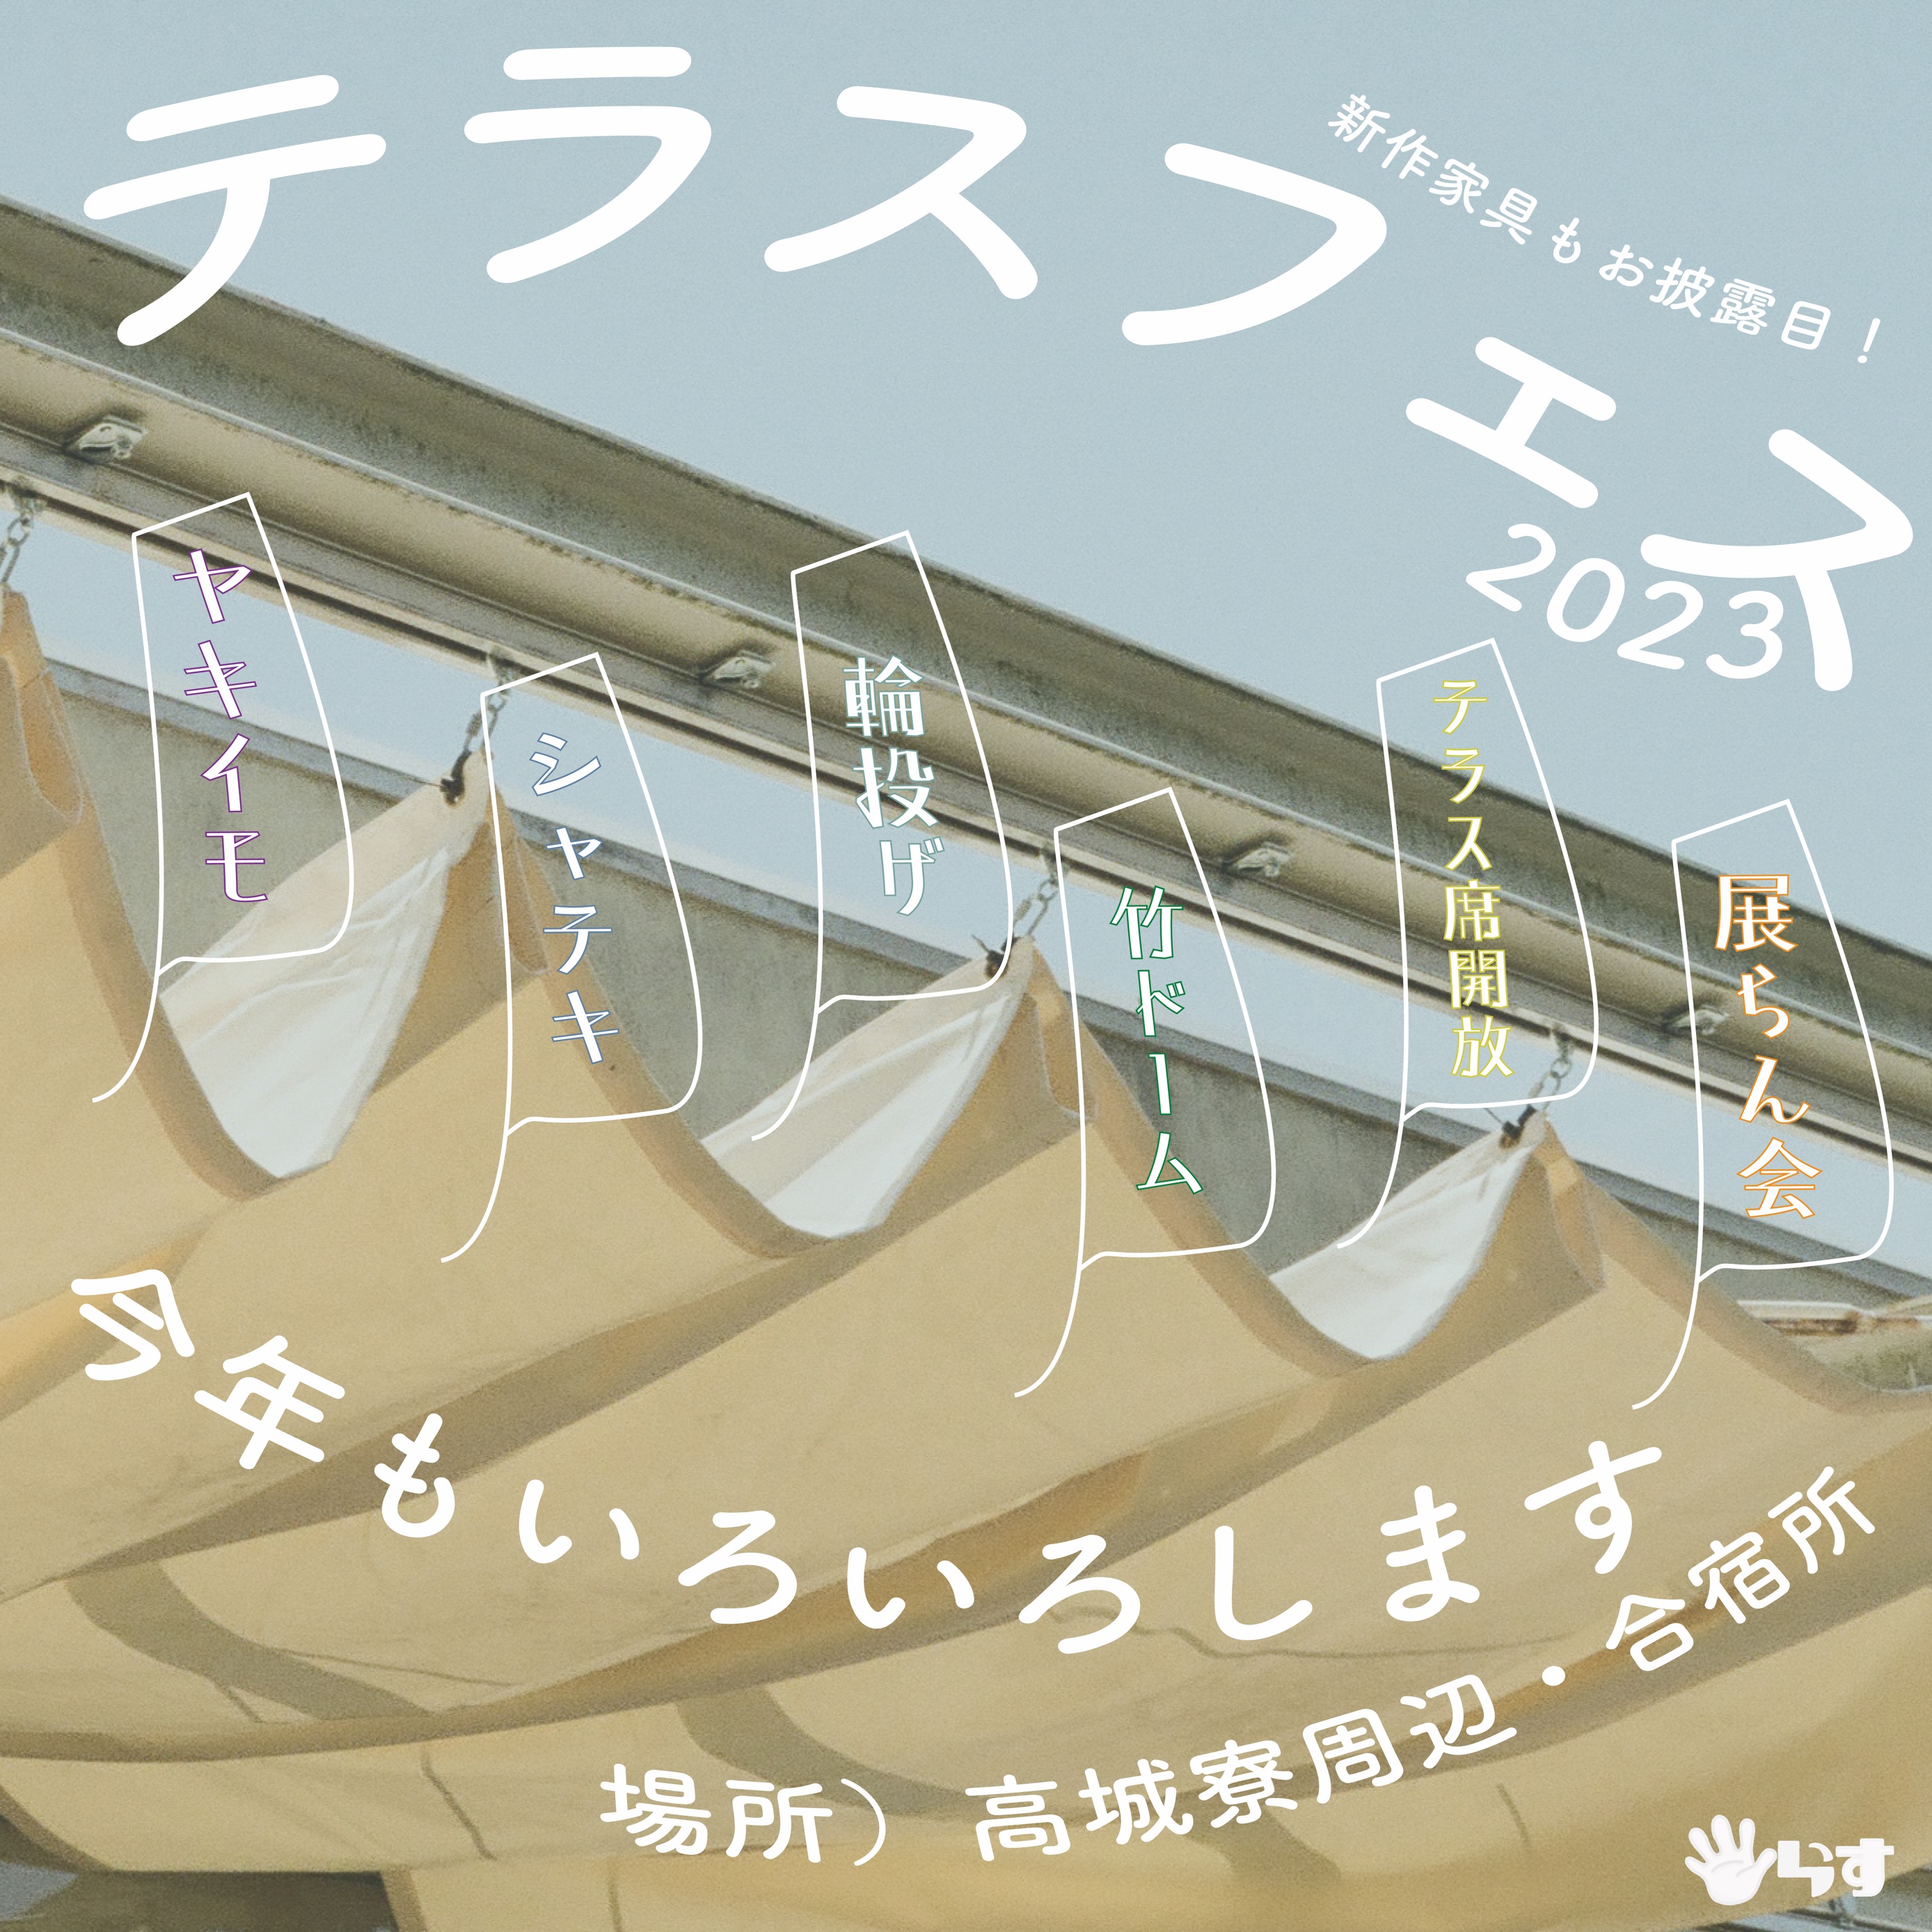 テラスフェス
新作家具もお披露目！
2023
ヤキイモ
シャテキ
輪投げ
竹ドーム
テラス席開放
展らん会
今年もいろいろします
場所）高城寮周辺・合宿所
らす